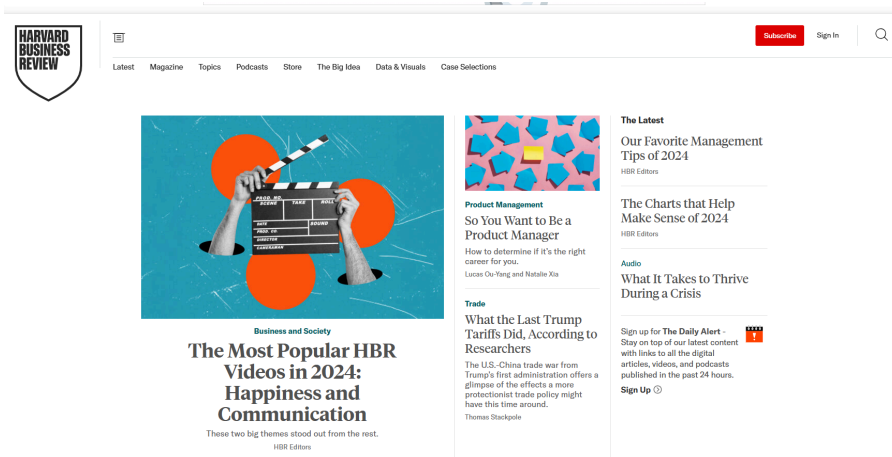 HARVARD
BUSINESS
REVIEW
Subscribe
Sign In
Latest
Magazine
Topics
Podcasts
Store
The Big Idea
Data & Visuals
Case Selections
PROD. NO.
SCENE
TAKE
ROLL
DATE
SOUND
PROD. CO.
DIRECTOR
CAMERAMAN
Business and Society
The Most Popular HBR
Videos in 2024:
Happiness and
Communication
These two big themes stood out from the rest.
HBR Editors
Product Management
So You Want to Be a
Product Manager
How to determine if it's the right
career for you.
Lucas Ou-Yang and Natalie Xia
Trade
What the Last Trump
Tariffs Did, According to
Researchers
The U.S.-China trade war from
Trump's first administration offers a
glimpse of the effects a more
protectionist trade policy might
have this time around.
Thomas Stackpole
The Latest
Our Favorite Management
Tips of 2024
HBR Editors
The Charts that Help
Make Sense of 2024
HBR Editors
Audio
What It Takes to Thrive
During a Crisis
Sign up for The Daily Alert -
Stay on top of our latest content
with links to all the digital
articles, videos, and podcasts
published in the past 24 hours.
Sign Up